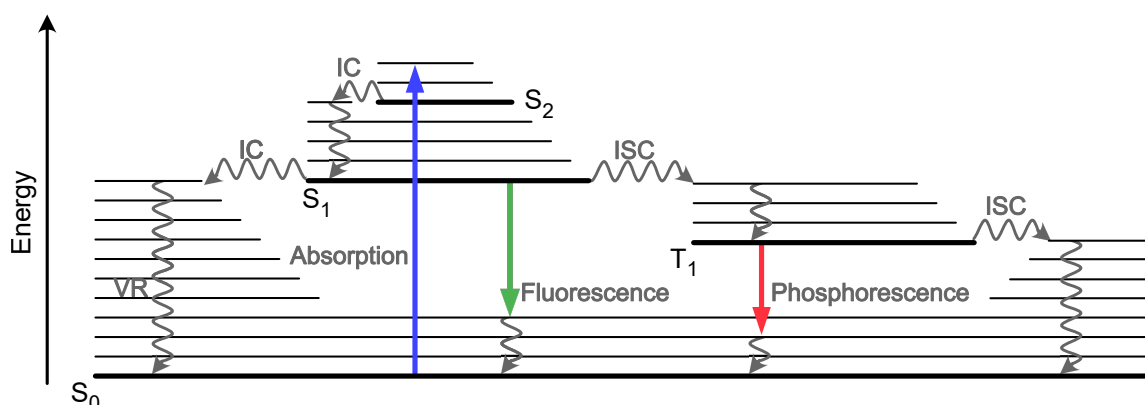 Energy
IC
S2
IC
ISC
S1
ISC
T1
Absorption
VR
Fluorescence
Phosphorescence
S0